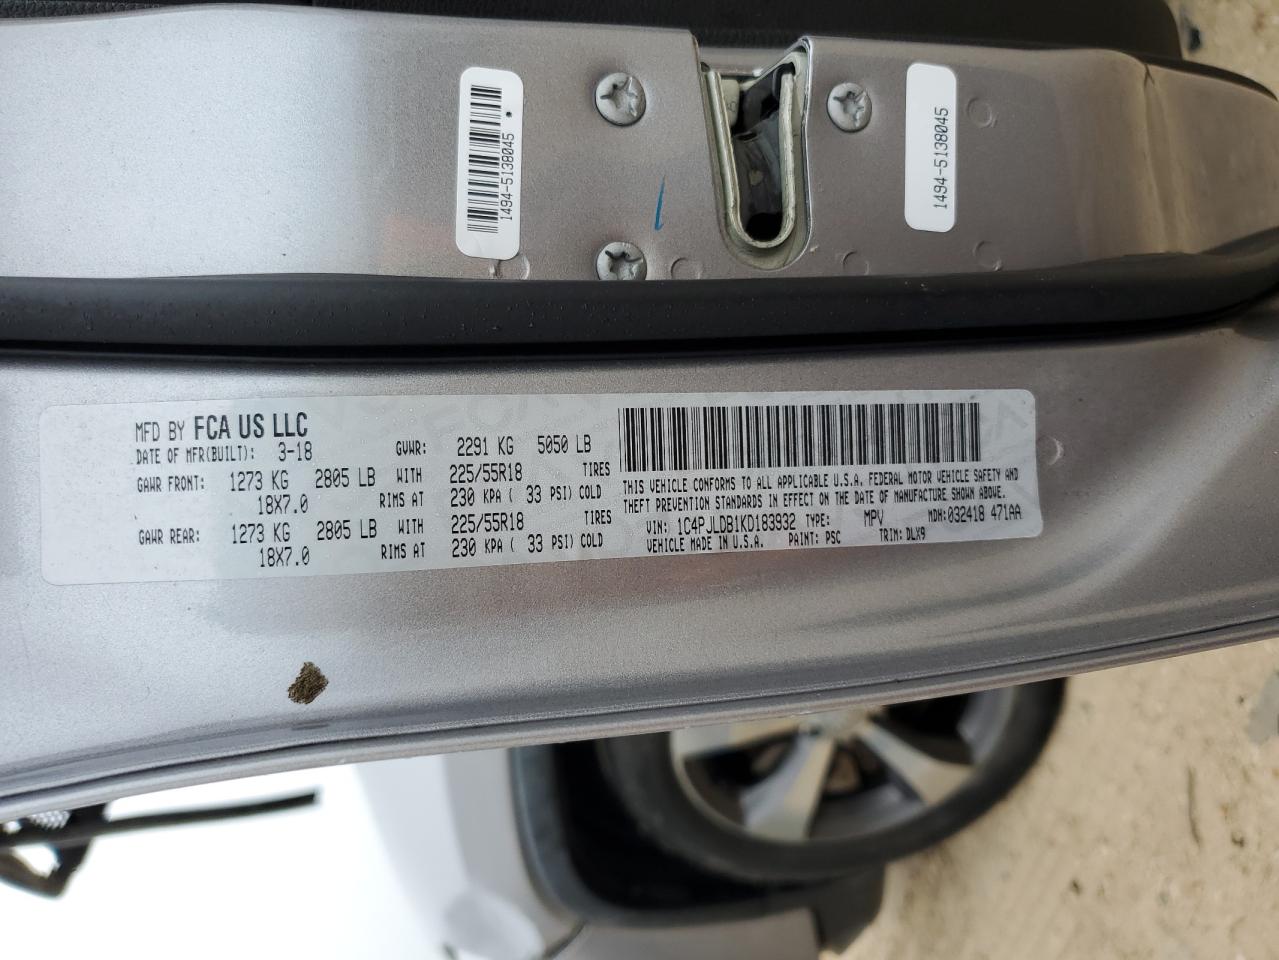 1494-5138045
1494-5138045
MFD BY FCA US LLC
DATE OF MFR(BUILT): 3-18 GVWR: 2291 KG 5050 LB
GAWR FRONT: 1273 KG 2805 LB WITH 225/55R18 TIRES
18X7.0 RIMS AT 230 KPA ( 33 PSI) COLD
GAWR REAR: 1273 KG 2805 LB WITH 225/55R18 TIRES
18X7.0 RIMS AT 230 KPA ( 33 PSI) COLD
THIS VEHICLE CONFORMS TO ALL APPLICABLE U.S.A. FEDERAL MOTOR VEHICLE SAFETY AND
THEFT PREVENTION STANDARDS IN EFFECT ON THE DATE OF MANUFACTURE SHOWN ABOVE.
VIN: 1C4PJLDB1KD183932 TYPE: MPV MDH:032418 471AA
VEHICLE MADE IN U.S.A. PAINT: PSC TRIM: DLX9